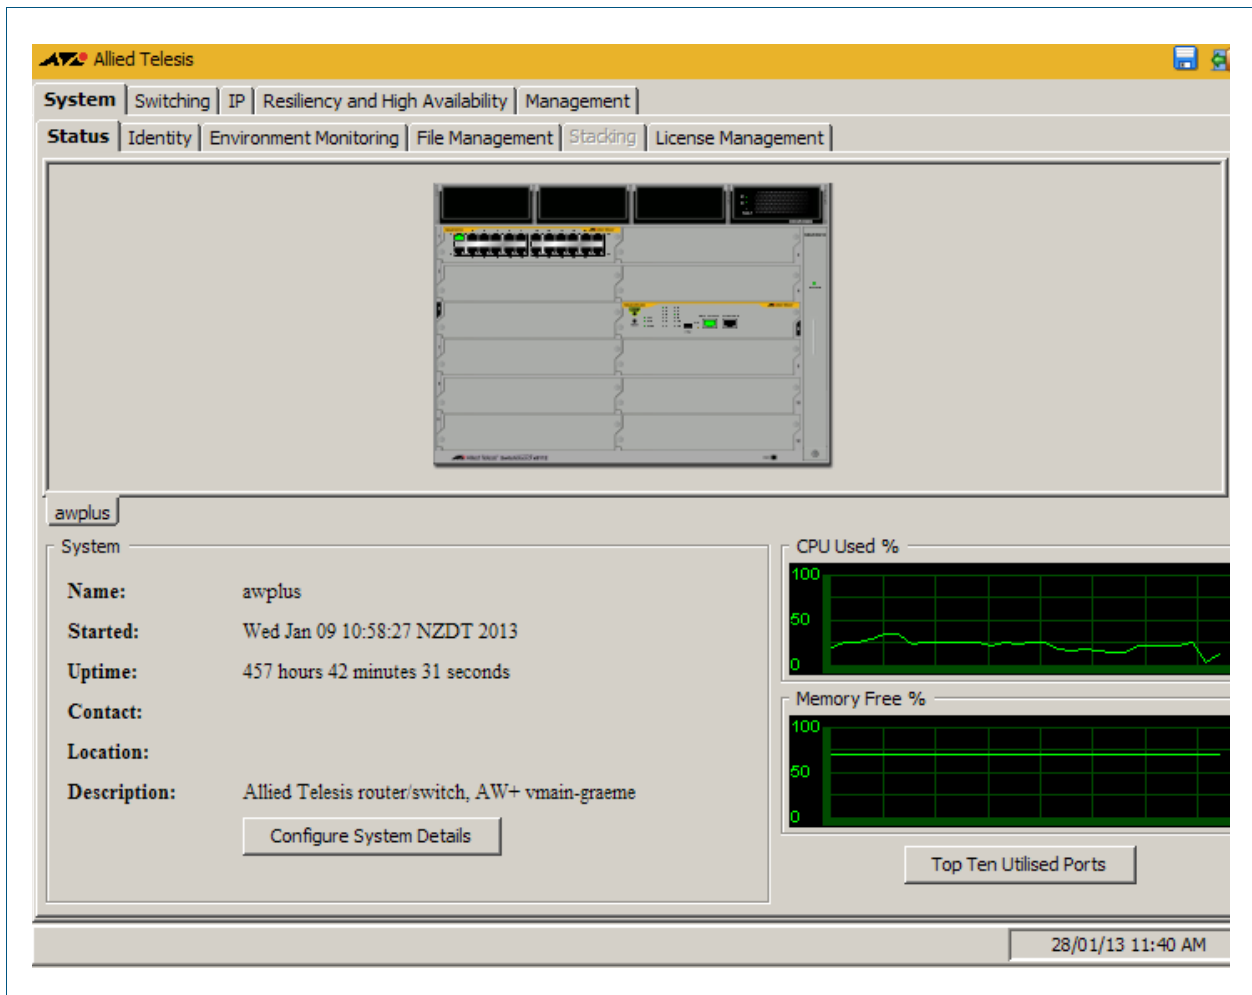 Allied Telesis
System Switching IP Resiliency and High Availability Management
Status Identity Environment Monitoring File Management Stacking License Management
awplus
System
Name: awplus
Started: Wed Jan 09 10:58:27 NZDT 2013
Uptime: 457 hours 42 minutes 31 seconds
Contact:
Location:
Description: Allied Telesis router/switch, AW+ vmain-graeme
Configure System Details
CPU Used %
100
50
0
Memory Free %
100
50
0
Top Ten Utilised Ports
28/01/13 11:40 AM